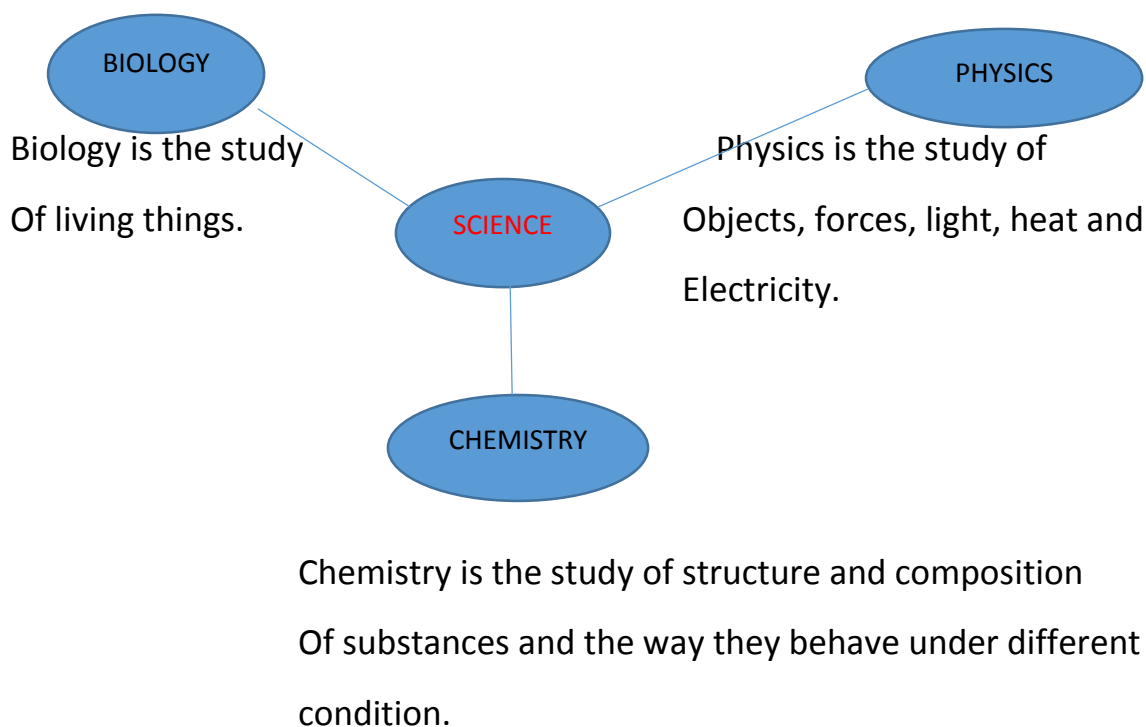 BIOLOGY
PHYSICS
Biology is the study
Of living things.
Physics is the study of
Objects, forces, light, heat and
Electricity.
SCIENCE
CHEMISTRY
Chemistry is the study of structure and composition
Of substances and the way they behave under different
condition.